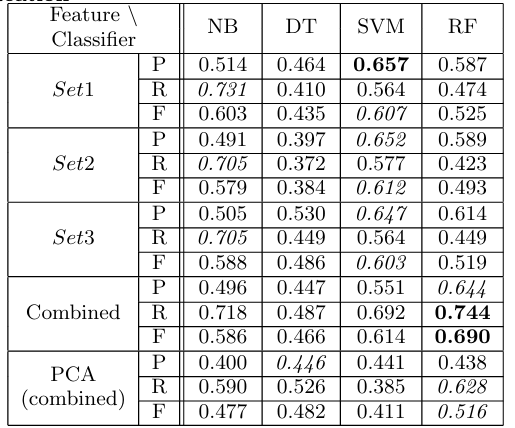 Feature \ Classifier NB DT SVM RF
Set1 P 0.514 0.464 0.657 0.587
R 0.731 0.410 0.564 0.474
F 0.603 0.435 0.607 0.525
Set2 P 0.491 0.397 0.652 0.589
R 0.705 0.372 0.577 0.423
F 0.579 0.384 0.612 0.493
Set3 P 0.505 0.530 0.647 0.614
R 0.705 0.449 0.564 0.449
F 0.588 0.486 0.603 0.519
Combined P 0.496 0.447 0.551 0.644
R 0.718 0.487 0.692 0.744
F 0.586 0.466 0.614 0.690
PCA (combined) P 0.400 0.446 0.441 0.438
R 0.590 0.526 0.385 0.628
F 0.477 0.482 0.411 0.516